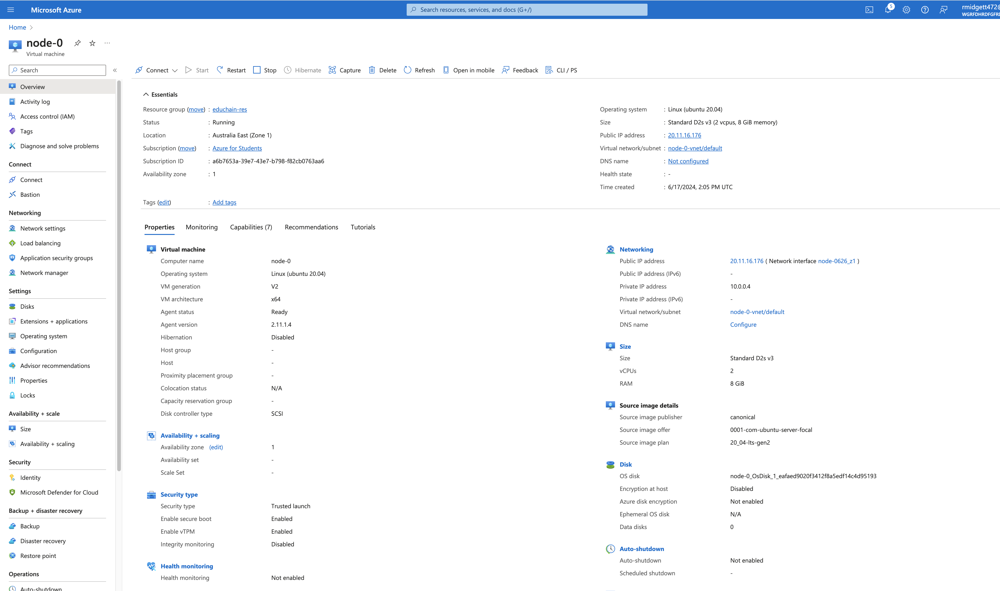 Microsoft Azure
Search resources, services, and docs (G+/)
5
rmidgett472@
WGRFDHRDFGFRD
Home
node-0
Virtual machine
Search
Connect
Start
Restart
Stop
Hibernate
Capture
Delete
Refresh
Open in mobile
Feedback
CLI / PS
Overview
Activity log
Access control (IAM)
Tags
Diagnose and solve problems
Connect
Connect
Bastion
Networking
Network settings
Load balancing
Application security groups
Network manager
Settings
Disks
Extensions + applications
Operating system
Configuration
Advisor recommendations
Properties
Locks
Availability + scale
Size
Availability + scaling
Security
Identity
Microsoft Defender for Cloud
Backup + disaster recovery
Backup
Disaster recovery
Restore point
Operations
Auto-shutdown
Essentials
Resource group (move) : educhain-res
Status : Running
Location : Australia East (Zone 1)
Subscription (move) : Azure for Students
Subscription ID : a6b7653a-39e7-43e7-b798-f82cb0763aa6
Availability zone : 1
Operating system : Linux (ubuntu 20.04)
Size : Standard D2s v3 (2 vcpus, 8 GiB memory)
Public IP address : 20.11.16.176
Virtual network/subnet : node-0-vnet/default
DNS name : Not configured
Health state : -
Time created : 6/17/2024, 2:05 PM UTC
Tags (edit) : Add tags
Properties
Monitoring
Capabilities (7)
Recommendations
Tutorials
Virtual machine
Computer name node-0
Operating system Linux (ubuntu 20.04)
VM generation V2
VM architecture x64
Agent status Ready
Agent version 2.11.1.4
Hibernation Disabled
Host group -
Host -
Proximity placement group -
Colocation status N/A
Capacity reservation group -
Disk controller type SCSI
Availability + scaling
Availability zone (edit) 1
Availability set -
Scale Set -
Security type
Security type Trusted launch
Enable secure boot Enabled
Enable vTPM Enabled
Integrity monitoring Disabled
Health monitoring
Health monitoring Not enabled
Networking
Public IP address 20.11.16.176 ( Network interface node-0626_z1 )
Public IP address (IPv6) -
Private IP address 10.0.0.4
Private IP address (IPv6) -
Virtual network/subnet node-0-vnet/default
DNS name Configure
Size
Size Standard D2s v3
vCPUs 2
RAM 8 GiB
Source image details
Source image publisher canonical
Source image offer 0001-com-ubuntu-server-focal
Source image plan 20_04-lts-gen2
Disk
OS disk node-0_OsDisk_1_eafaed9020f3412f8a5edf14c4d95193
Encryption at host Disabled
Azure disk encryption Not enabled
Ephemeral OS disk N/A
Data disks 0
Auto-shutdown
Auto-shutdown Not enabled
Scheduled shutdown -